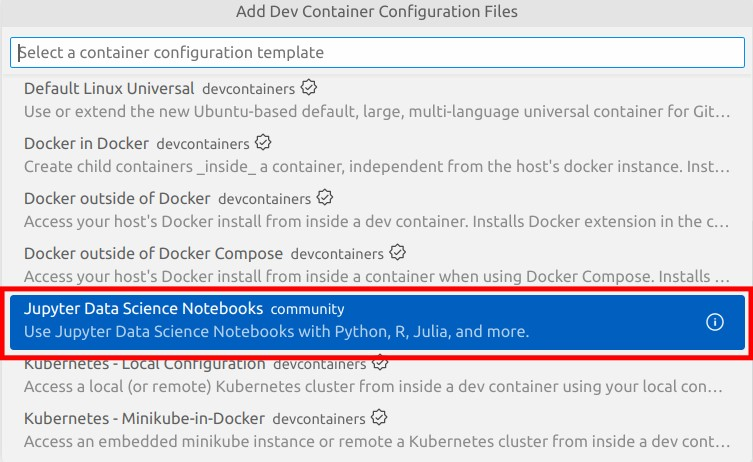 Add Dev Container Configuration Files
Select a container configuration template
Default Linux Universal devcontainers
Use or extend the new Ubuntu-based default, large, multi-language universal container for Git...
Docker in Docker devcontainers
Create child containers _inside_ a container, independent from the host's docker instance. Inst...
Docker outside of Docker devcontainers
Access your host's Docker install from inside a dev container. Installs Docker extension in the c...
Docker outside of Docker Compose devcontainers
Access your host's Docker install from inside a container when using Docker Compose. Installs ...
Jupyter Data Science Notebooks community
Use Jupyter Data Science Notebooks with Python, R, Julia, and more.
Kubernetes - Local Configuration devcontainers
Access a local (or remote) Kubernetes cluster from inside a dev container using your local con...
Kubernetes - Minikube-in-Docker devcontainers
Access an embedded minikube instance or remote a Kubernetes cluster from inside a dev cont...